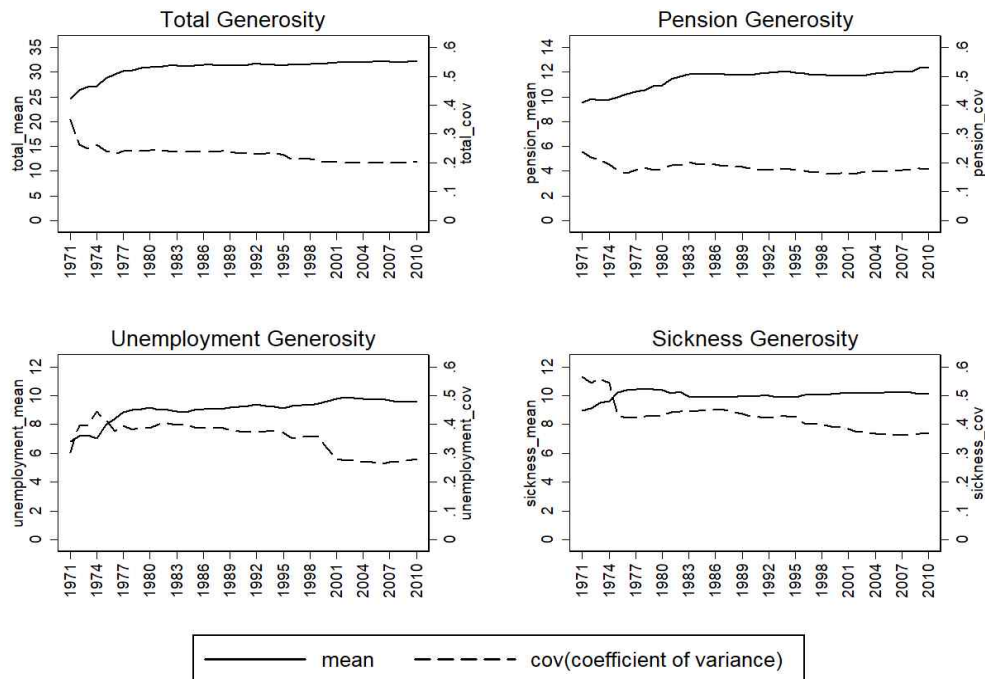 Total Generosity
total_mean
0 5 10 15 20 25 30 35
total_cov
0 .1 .2 .3 .4 .5 .6
1971 1974 1977 1980 1983 1986 1989 1992 1995 1998 2001 2004 2007 2010
Pension Generosity
pension_mean
0 2 4 6 8 10 12 14
pension_cov
0 .1 .2 .3 .4 .5 .6
1971 1974 1977 1980 1983 1986 1989 1992 1995 1998 2001 2004 2007 2010
Unemployment Generosity
unemployment_mean
0 2 4 6 8 10 12
unemployment_cov
0 .1 .2 .3 .4 .5 .6
1971 1974 1977 1980 1983 1986 1989 1992 1995 1998 2001 2004 2007 2010
Sickness Generosity
sickness_mean
0 2 4 6 8 10 12
sickness_cov
0 .1 .2 .3 .4 .5 .6
1971 1974 1977 1980 1983 1986 1989 1992 1995 1998 2001 2004 2007 2010
mean cov(coefficient of variance)